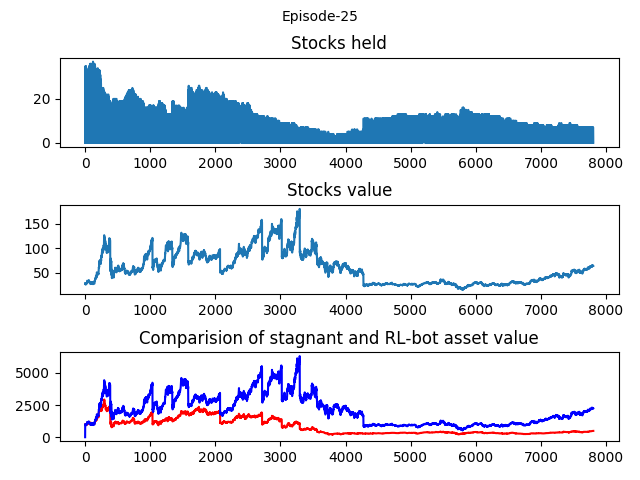 Episode-25
Stocks held
20
0
0 1000 2000 3000 4000 5000 6000 7000 8000
Stocks value
150
100
50
0 1000 2000 3000 4000 5000 6000 7000 8000
Comparision of stagnant and RL-bot asset value
5000
2500
0
0 1000 2000 3000 4000 5000 6000 7000 8000